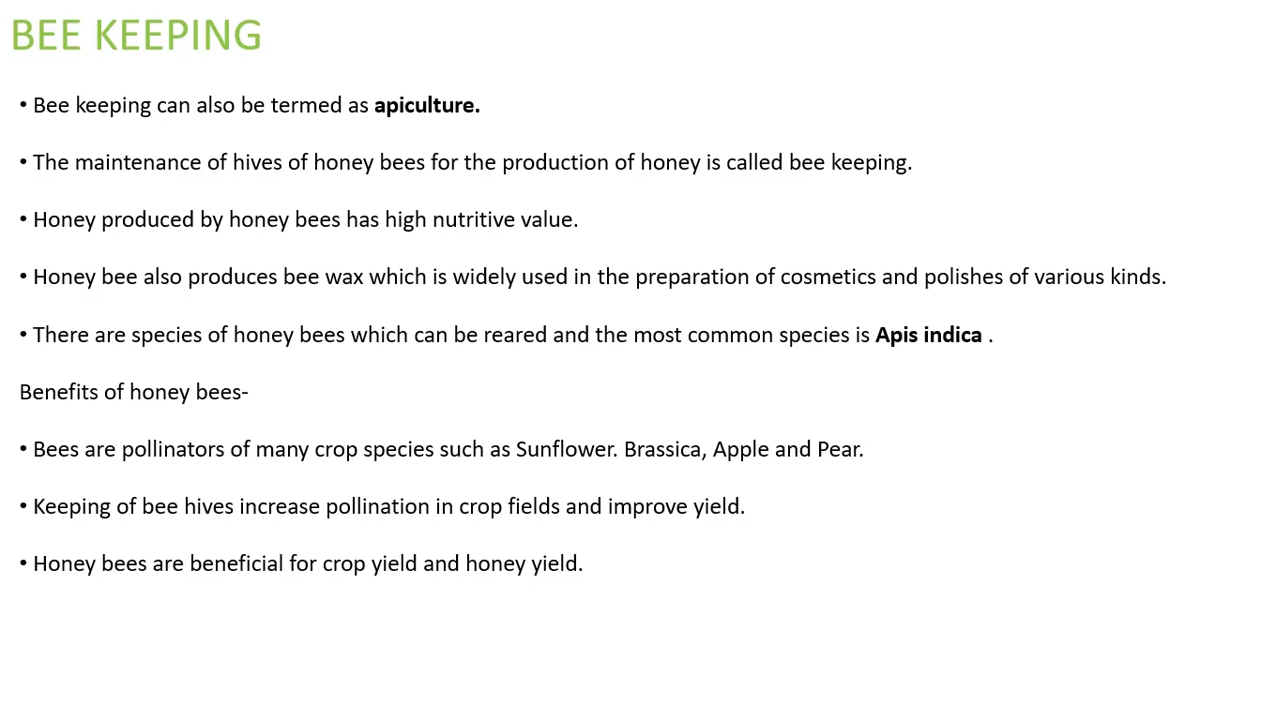 BEE KEEPING
• Bee keeping can also be termed as apiculture.
• The maintenance of hives of honey bees for the production of honey is called bee keeping.
• Honey produced by honey bees has high nutritive value.
• Honey bee also produces bee wax which is widely used in the preparation of cosmetics and polishes of various kinds.
• There are species of honey bees which can be reared and the most common species is Apis indica .
Benefits of honey bees-
• Bees are pollinators of many crop species such as Sunflower. Brassica, Apple and Pear.
• Keeping of bee hives increase pollination in crop fields and improve yield.
• Honey bees are beneficial for crop yield and honey yield.